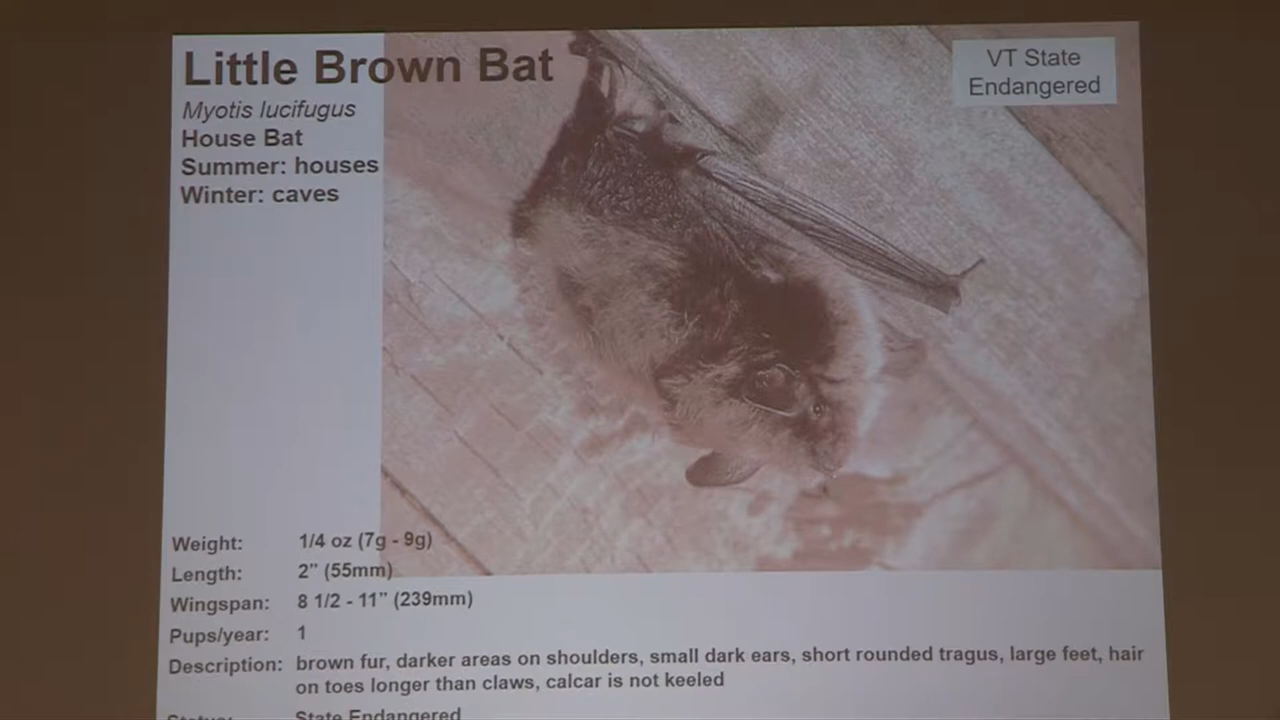 Little Brown Bat
VT State
Endangered
Myotis lucifugus
House Bat
Summer: houses
Winter: caves
Weight: 1/4 oz (7g - 9g)
Length: 2” (55mm)
Wingspan: 8 1/2 - 11” (239mm)
Pups/year: 1
Description: brown fur, darker areas on shoulders, small dark ears, short rounded tragus, large feet, hair
on toes longer than claws, calcar is not keeled
Status: State Endangered